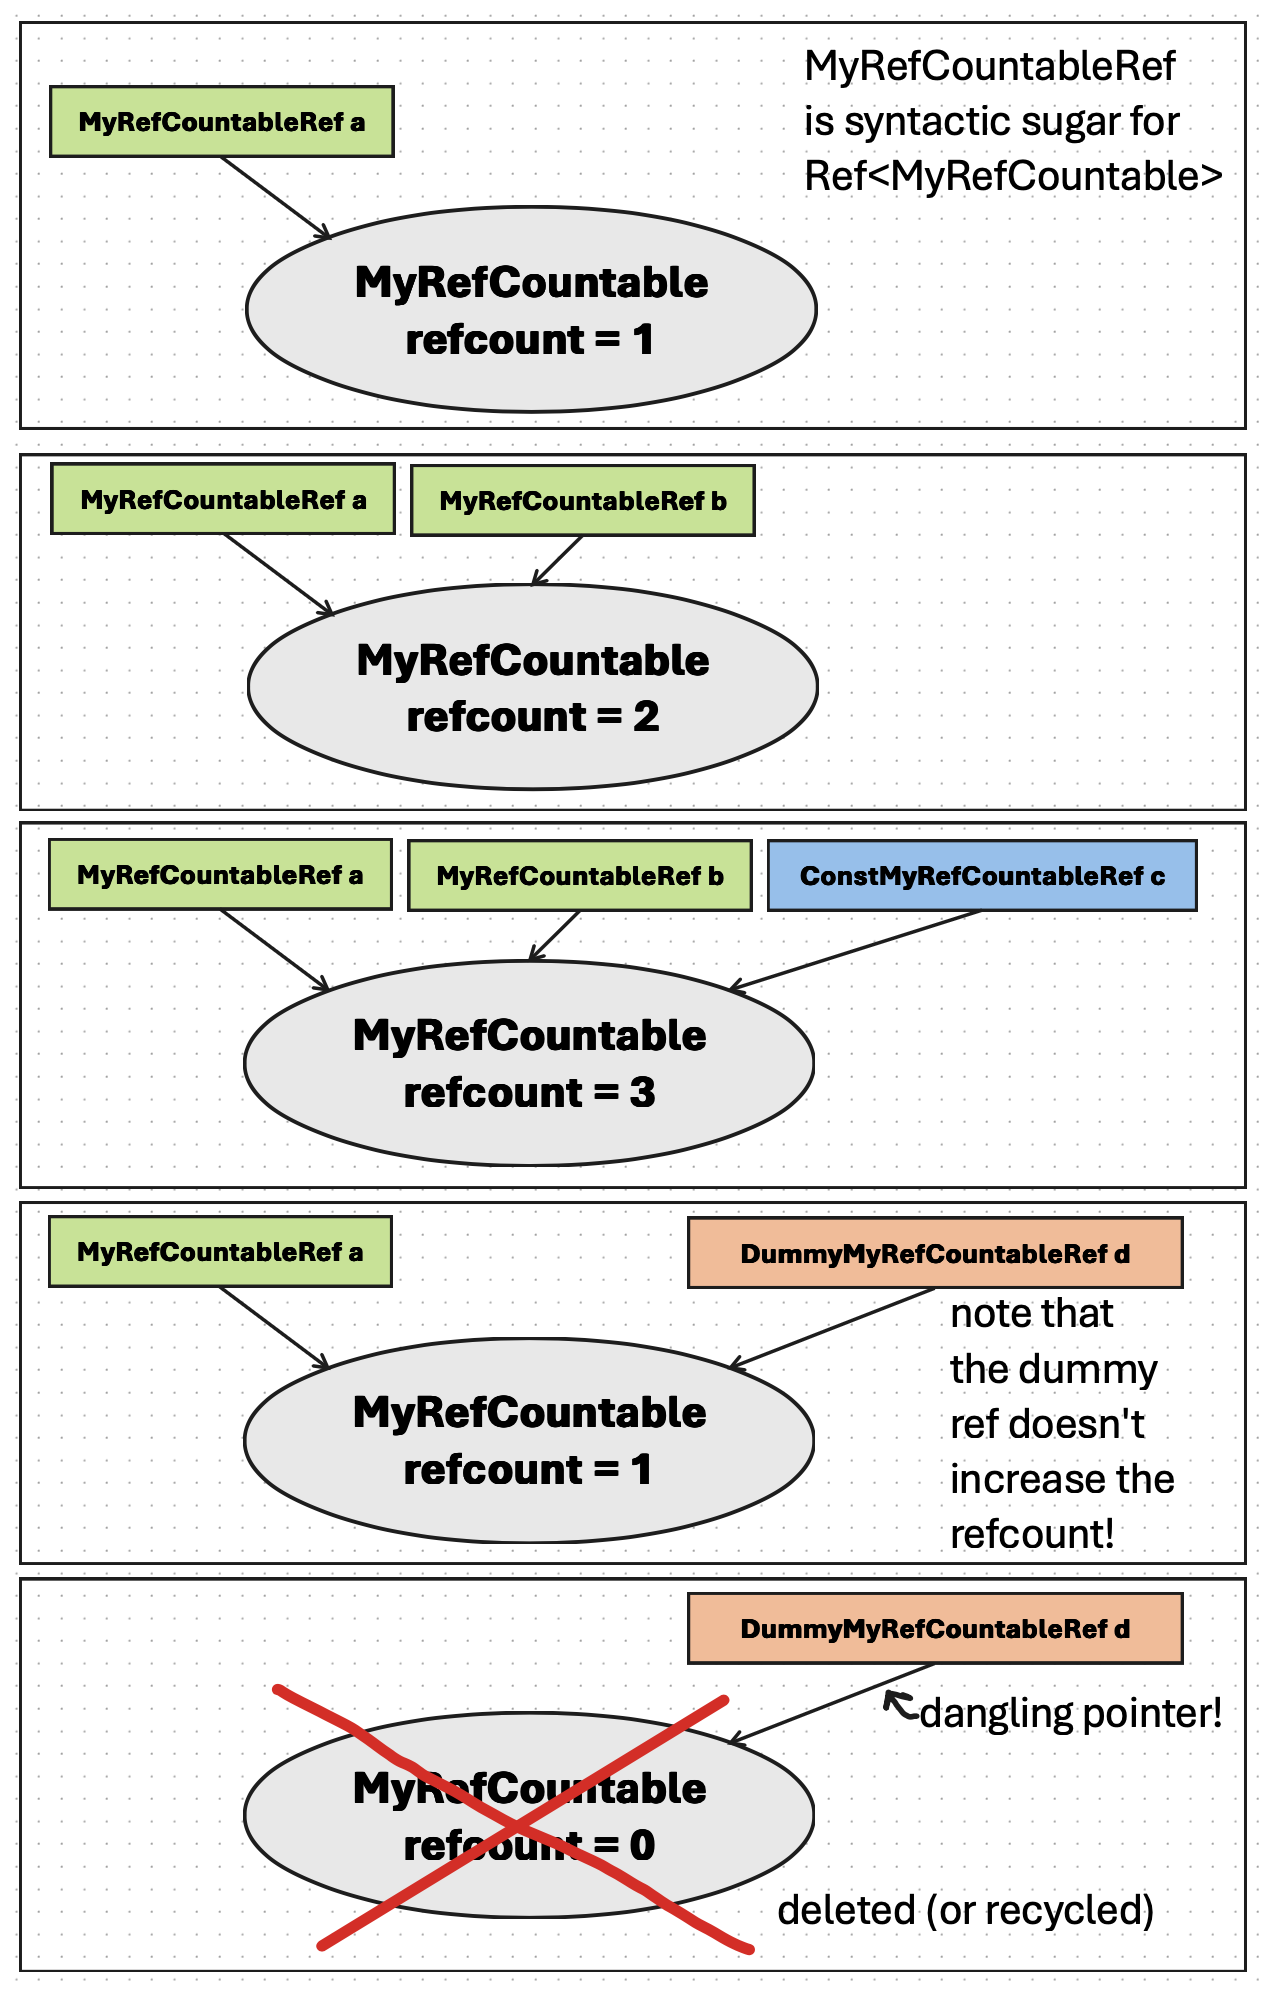 MyRefCountableRef
is syntactic sugar for
Ref<MyRefCountable>
MyRefCountableRef a
MyRefCountable
refcount = 1
MyRefCountableRef a
MyRefCountableRef b
MyRefCountable
refcount = 2
MyRefCountableRef a
MyRefCountableRef b
ConstMyRefCountableRef c
MyRefCountable
refcount = 3
MyRefCountableRef a
DummyMyRefCountableRef d
note that
the dummy
ref doesn't
increase the
refcount!
MyRefCountable
refcount = 1
DummyMyRefCountableRef d
dangling pointer!
MyRefCountable
refcount = 0
deleted (or recycled)